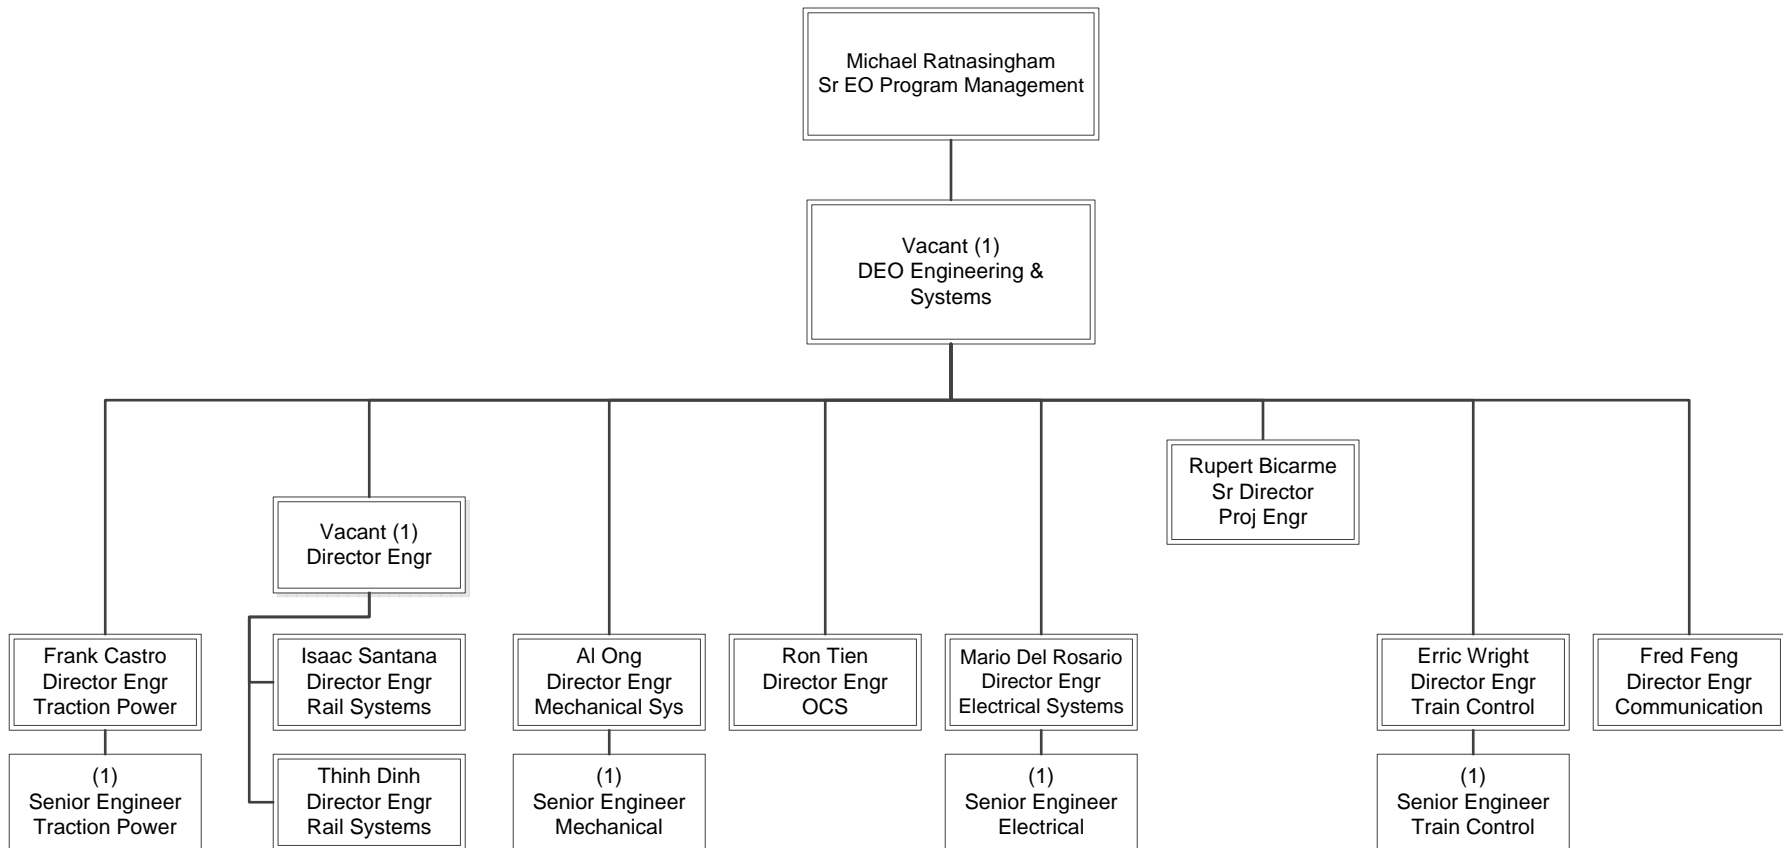 Michael Ratnasingham
Sr EO Program Management
Vacant (1)
DEO Engineering &
Systems
Rupert Bicarme
Sr Director
Proj Engr
Vacant (1)
Director Engr
Frank Castro
Director Engr
Traction Power
Isaac Santana
Director Engr
Rail Systems
Al Ong
Director Engr
Mechanical Sys
Ron Tien
Director Engr
OCS
Mario Del Rosario
Director Engr
Electrical Systems
Erric Wright
Director Engr
Train Control
Fred Feng
Director Engr
Communication
(1)
Senior Engineer
Traction Power
Thinh Dinh
Director Engr
Rail Systems
(1)
Senior Engineer
Mechanical
(1)
Senior Engineer
Electrical
(1)
Senior Engineer
Train Control